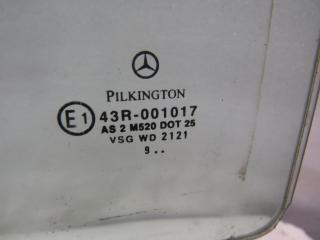 PILKINGTON
E1 43R-001017
AS 2 M520 DOT 25
VSG WD 2121
9..